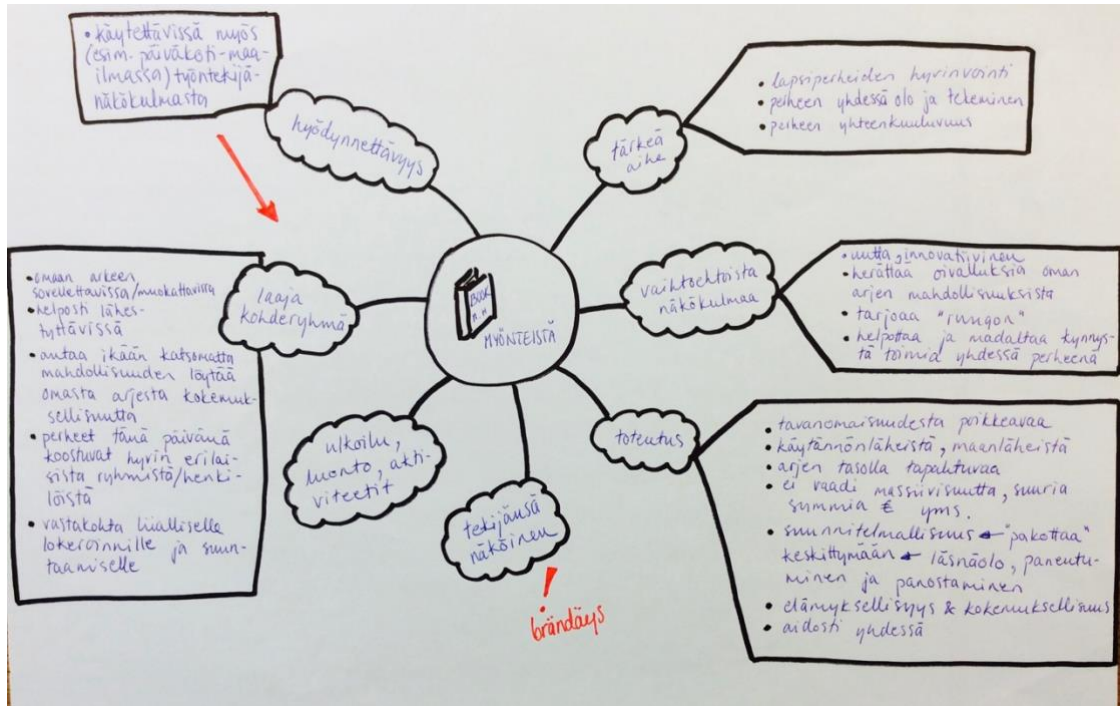 • käytettävissä myös
(esim. päiväkoti-maa-
ilmassa) työntekijä-
näkökulmasta
hyödynnettävyys
tärkeä
aihe
• lapsiperheiden hyvinvointi
• perheen yhdessä olo ja tekeminen
• perheen yhteenkuuluvuus
BOOK
MYÖNTEISTÄ
laaja
kohderyhmä
• omaan arkeen
sovellettavissa/muokattavissa
• helposti lähes-
tyttävissä
• antaa ikään katsomatta
mahdollisuuden löytää
omasta arjesta kokemuk-
sellisuutta
• perheet tänä päivänä
koostuvat hyvin erilai-
sista ryhmistä/henki-
löistä
• vastakohta liialliselle
lokeroinnille ja suun-
taamiselle
vaihtoehtoista
näkökulmaa
• uutta, innovatiivinen
• herättää oivalluksia oman
arjen mahdollisuuksista
• tarjoaa "rungon"
• helpottaa ja madaltaa kynnys-
tä toimia yhdessä perheenä
toteutus
• tavanomaisuudesta poikkeavaa
• käytännönläheistä, maanläheistä
• arjen tasolla tapahtuvaa
• ei vaadi massiivisuutta, suuria
summia € yms.
• suunnitelmallisuus ← "pakottaa"
keskittymään ← läsnäolo, paneutu-
minen ja panostaminen
• elämyksellisyys & kokemuksellisuus
• aidosti yhdessä
ulkoilu,
luonto, akti-
viteetit
tekijänsä
näköinen
!
brändäys